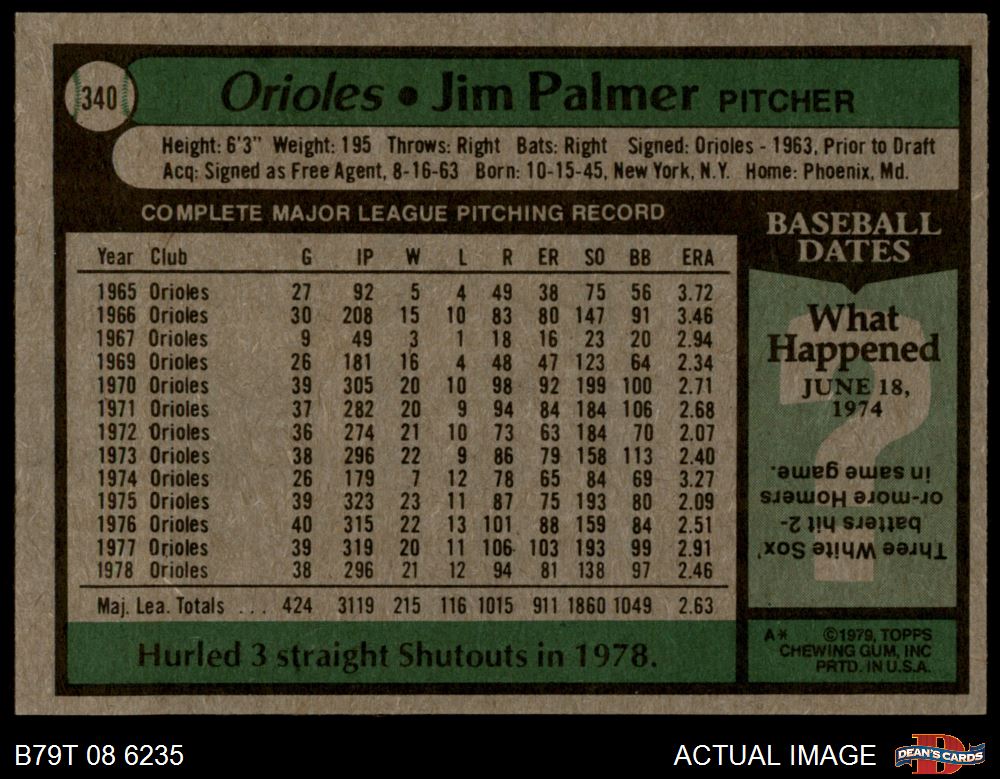 340
Orioles • Jim Palmer PITCHER
Height: 6'3" Weight: 195 Throws: Right Bats: Right Signed: Orioles - 1963, Prior to Draft
Acq: Signed as Free Agent, 8-16-63 Born: 10-15-45, New York, N.Y. Home: Phoenix, Md.
COMPLETE MAJOR LEAGUE PITCHING RECORD
Year Club G IP W L R ER SO BB ERA
1965 Orioles 27 92 5 4 49 38 75 56 3.72
1966 Orioles 30 208 15 10 83 80 147 91 3.46
1967 Orioles 9 49 3 1 18 16 23 20 2.94
1969 Orioles 26 181 16 4 48 47 123 64 2.34
1970 Orioles 39 305 20 10 98 92 199 100 2.71
1971 Orioles 37 282 20 9 94 84 184 106 2.68
1972 Orioles 36 274 21 10 73 63 184 70 2.07
1973 Orioles 38 296 22 9 86 79 158 113 2.40
1974 Orioles 26 179 7 12 78 65 84 69 3.27
1975 Orioles 39 323 23 11 87 75 193 80 2.09
1976 Orioles 40 315 22 13 101 88 159 84 2.51
1977 Orioles 39 319 20 11 106 103 193 99 2.91
1978 Orioles 38 296 21 12 94 81 138 97 2.46
Maj. Lea. Totals ... 424 3119 215 116 1015 911 1860 1049 2.63
Hurled 3 straight Shutouts in 1978.
BASEBALL
DATES
What
Happened
JUNE 18,
1974
?
Three White Sox'
batters hit 2-
or-more Homers
in same game.
A* ©1979, TOPPS
CHEWING GUM, INC
PRTD. IN U.S.A.
B79T 08 6235
ACTUAL IMAGE
D
DEAN'S CARDS